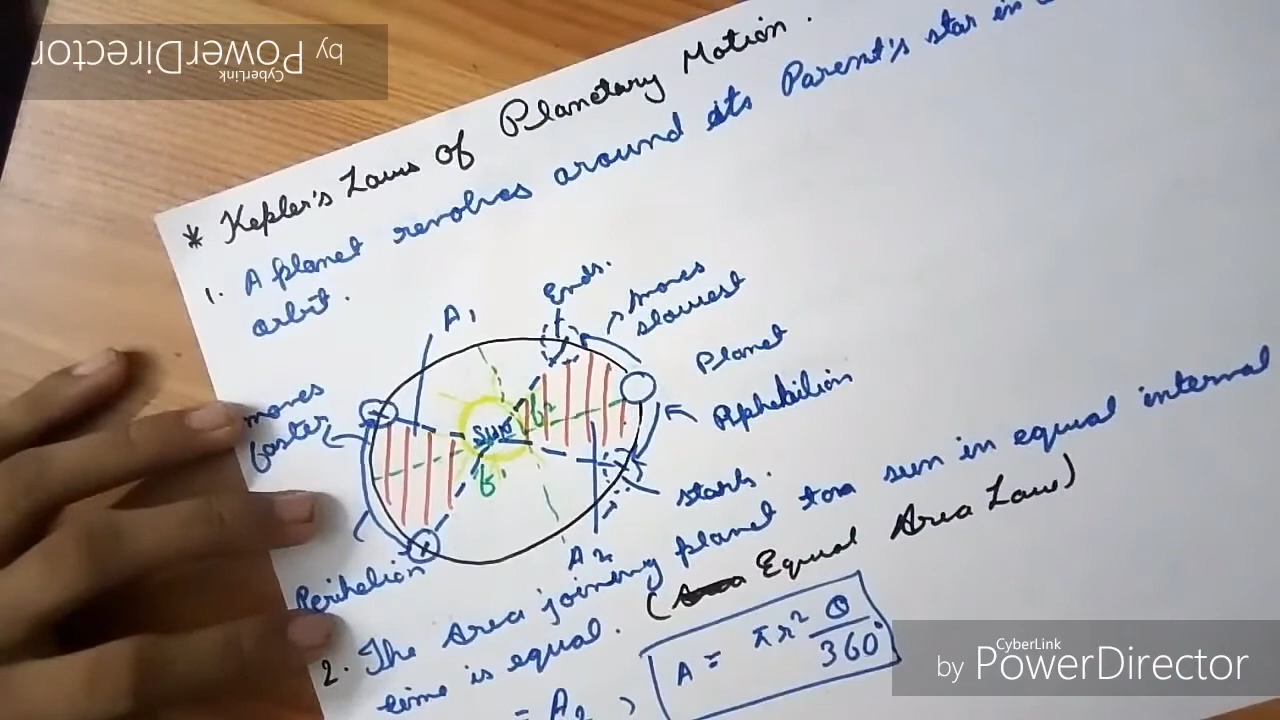 by PowerDirector
CyberLink
* Kepler's Laws of Planetary Motion.
1. A planet revolves around its Parent's star in
orbit.
A1
Ends.
moves
slowest
Planet
Aphehilion
moves
faster
Sun
starts.
A2
Perihelion
2. The Area joining planet to sun in equal interval
time is equal. (Equal Area Law)
A = πr² θ/360°
= A2
CyberLink
by PowerDirector